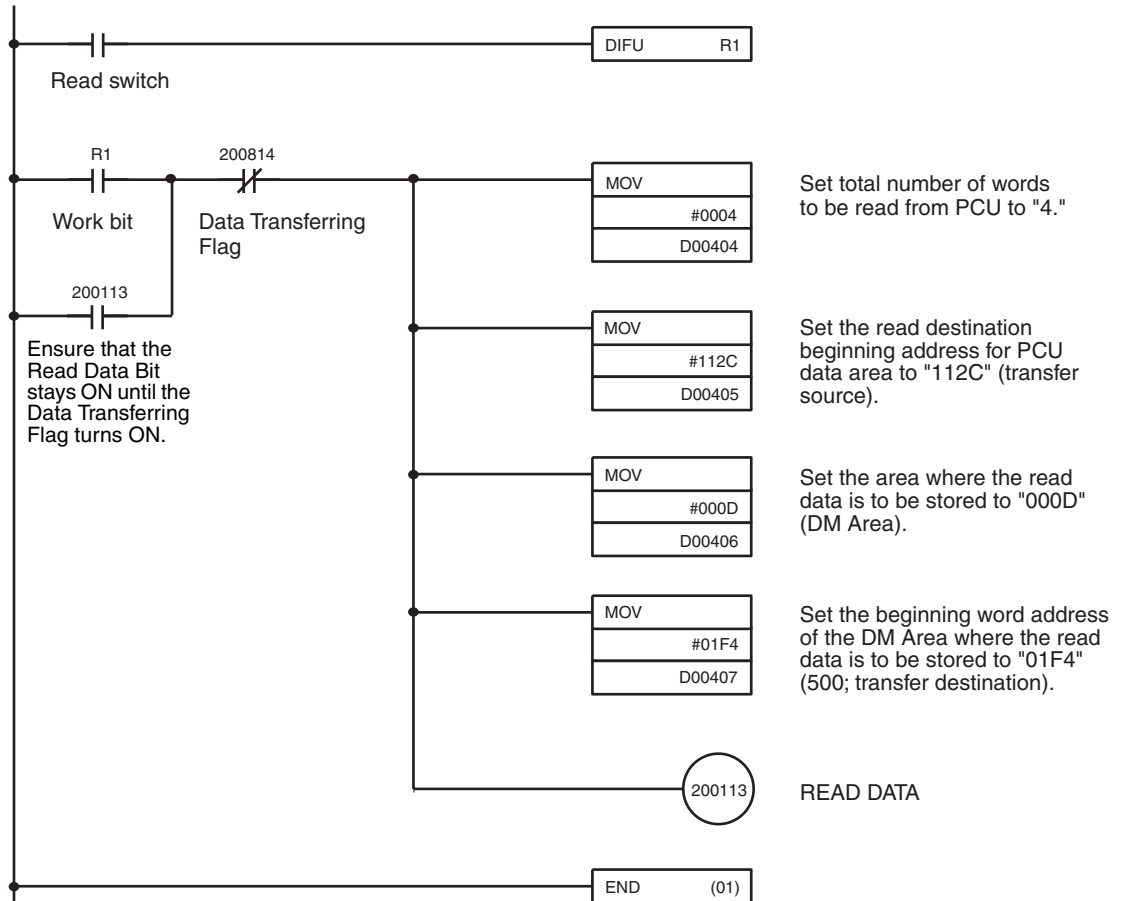 DIFU R1
Read switch
R1
200814
Work bit
Data Transferring
Flag
MOV
#0004
D00404
Set total number of words
to be read from PCU to "4."
200113
Ensure that the
Read Data Bit
stays ON until the
Data Transferring
Flag turns ON.
MOV
#112C
D00405
Set the read destination
beginning address for PCU
data area to "112C" (transfer
source).
MOV
#000D
D00406
Set the area where the read
data is to be stored to "000D"
(DM Area).
MOV
#01F4
D00407
Set the beginning word address
of the DM Area where the read
data is to be stored to "01F4"
(500; transfer destination).
200113
READ DATA
END (01)